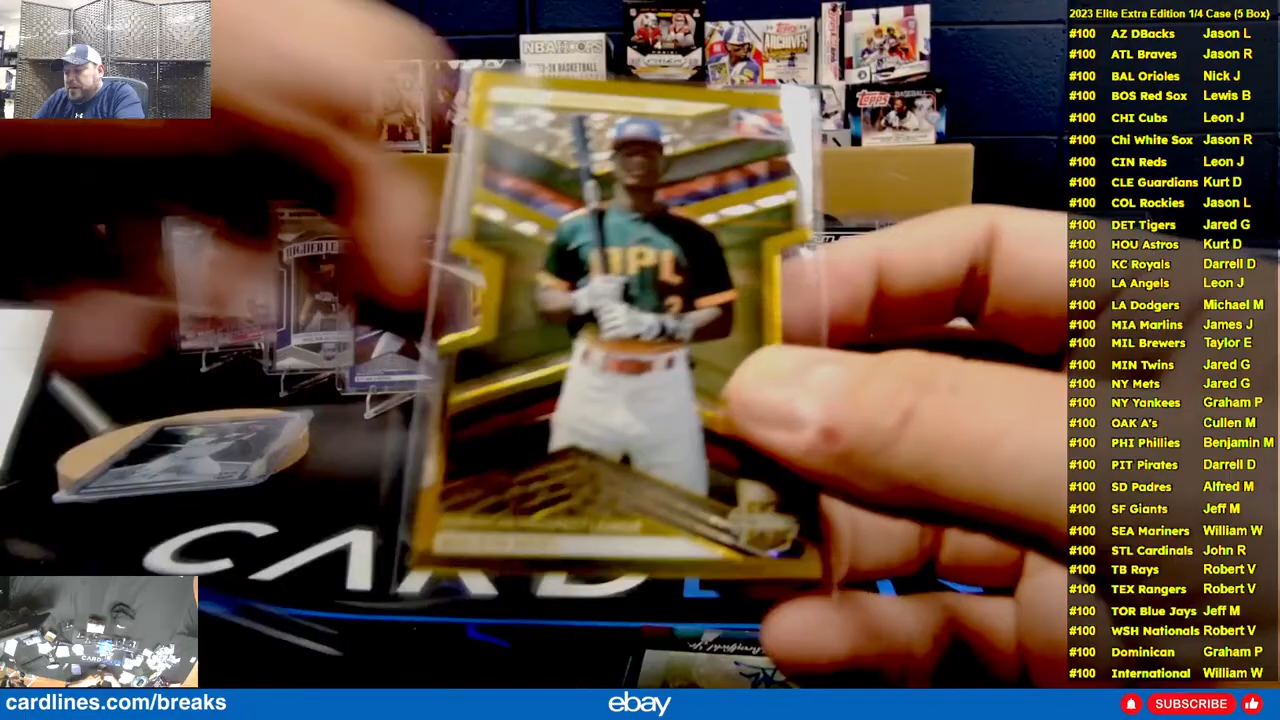 2023 Elite Extra Edition 1/4 Case (5 Box)
#100 AZ DBacks Jason L
#100 ATL Braves Jason R
#100 BAL Orioles Nick J
#100 BOS Red Sox Lewis B
#100 CHI Cubs Leon J
#100 Chi White Sox Jason R
#100 CIN Reds Leon J
#100 CLE Guardians Kurt D
#100 COL Rockies Jason L
#100 DET Tigers Jared G
#100 HOU Astros Kurt D
#100 KC Royals Darrell D
#100 LA Angels Leon J
#100 LA Dodgers Michael M
#100 MIA Marlins James J
#100 MIL Brewers Taylor E
#100 MIN Twins Jared G
#100 NY Mets Jared G
#100 NY Yankees Graham P
#100 OAK A's Cullen M
#100 PHI Phillies Benjamin M
#100 PIT Pirates Darrell D
#100 SD Padres Alfred M
#100 SF Giants Jeff M
#100 SEA Mariners William W
#100 STL Cardinals John R
#100 TB Rays Robert V
#100 TEX Rangers Robert V
#100 TOR Blue Jays Jeff M
#100 WSH Nationals Robert V
#100 Dominican Graham P
#100 International William W
NBA HOOPS
BASKETBALL
TOPPS
ARCHIVES
TOPPS
BASEBALL
DPL
cardlines.com/breaks
ebay
SUBSCRIBE